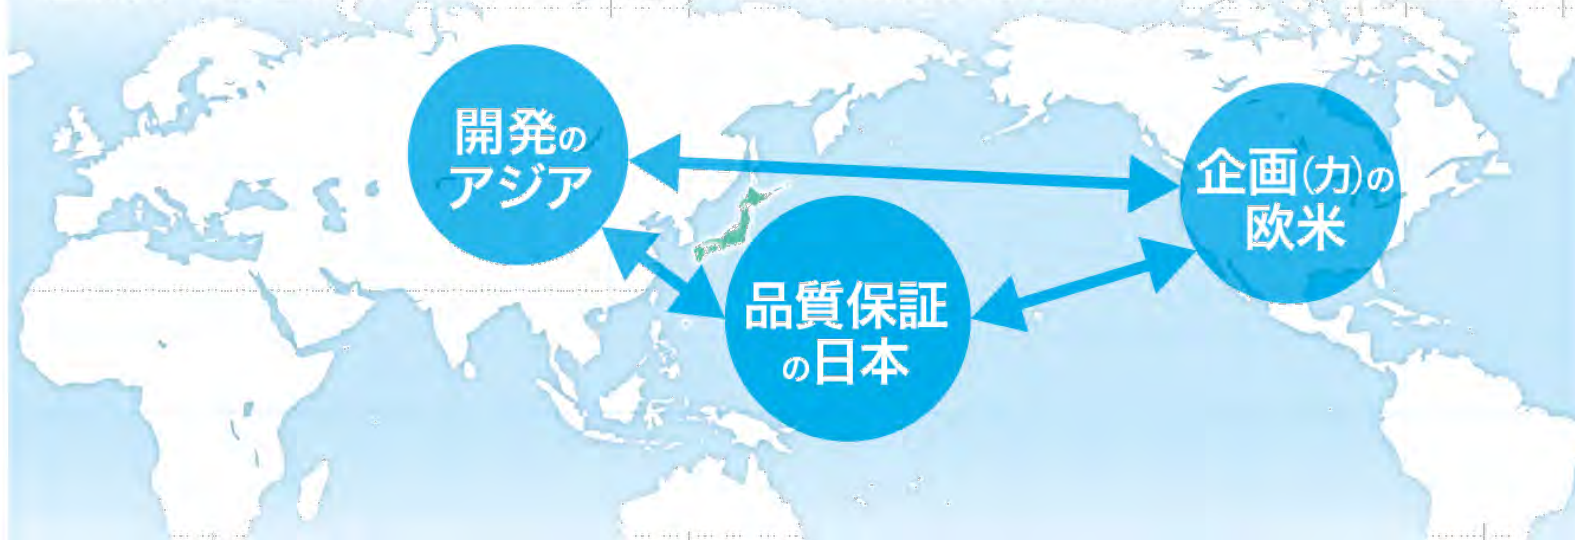 開発の
アジア
企画(力)の
欧米
品質保証
の日本